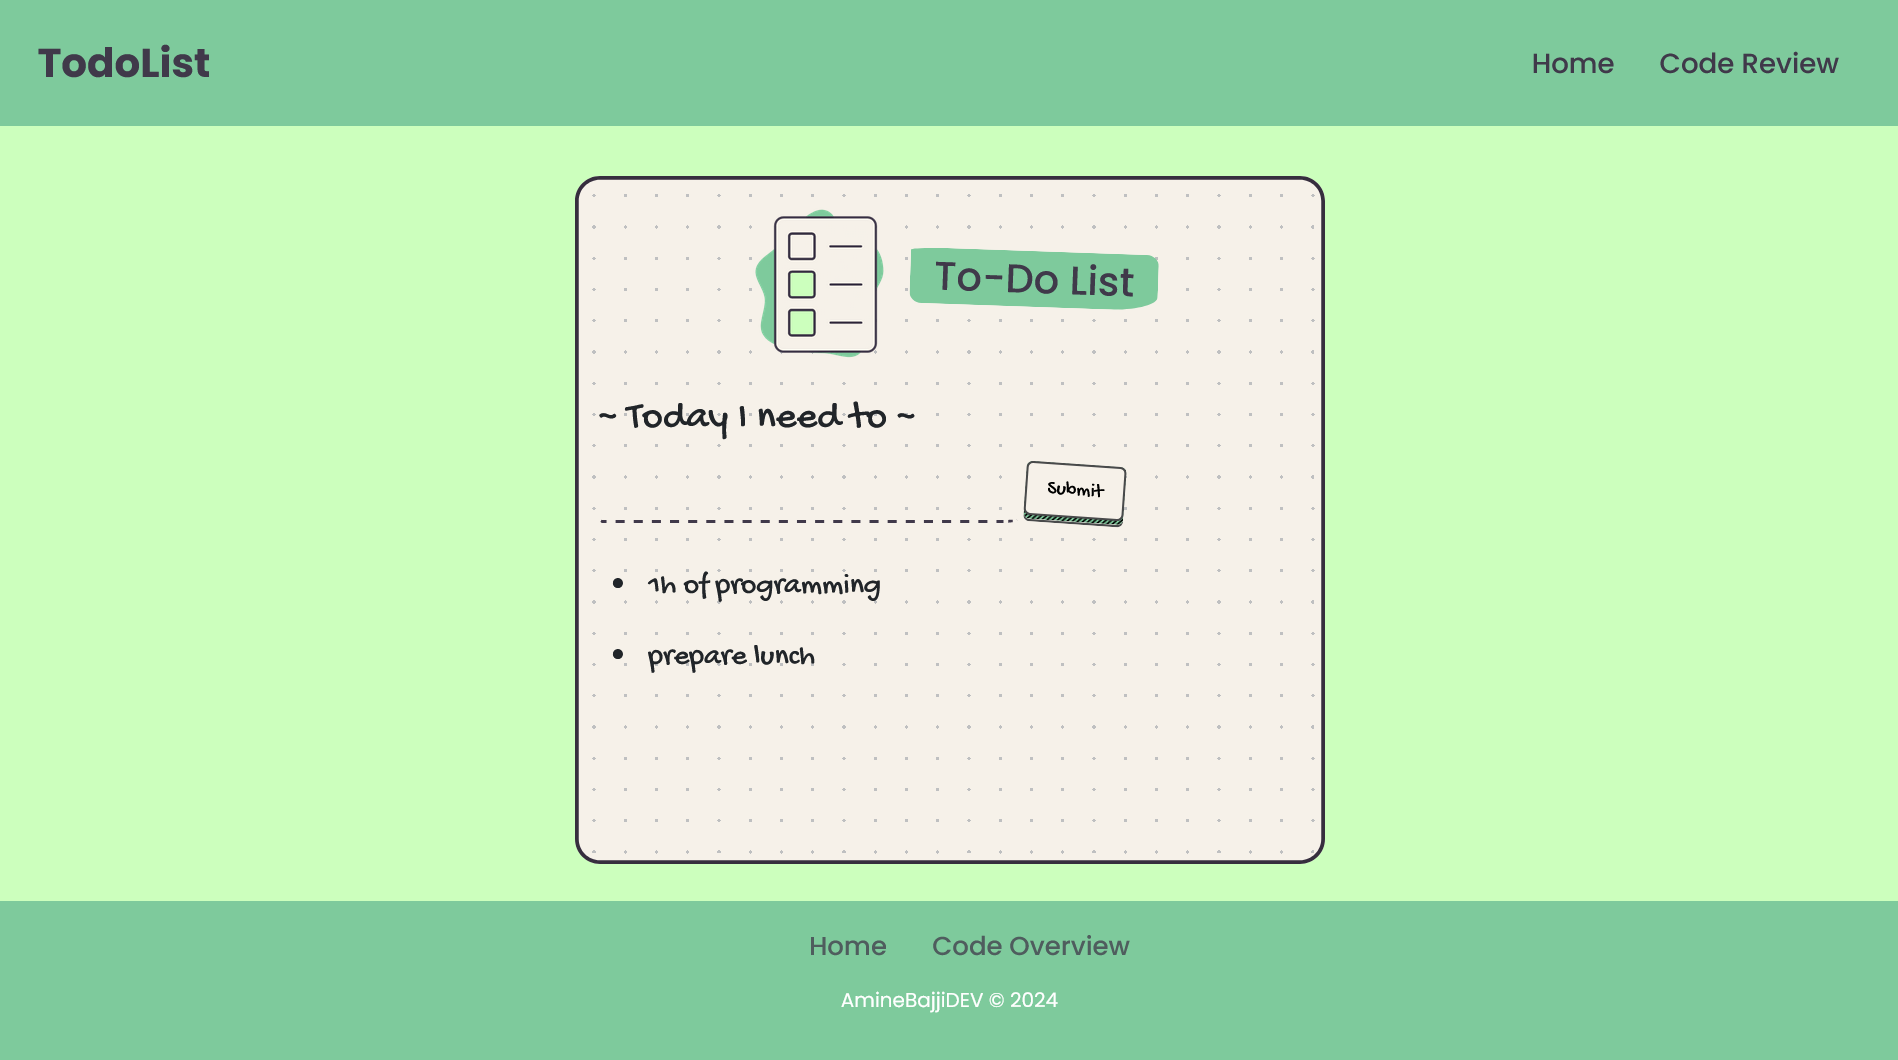 TodoList
Home Code Review
To-Do List
~ Today I need to ~
Submit
1h of programming
prepare lunch
Home Code Overview
AmineBajjiDEV © 2024